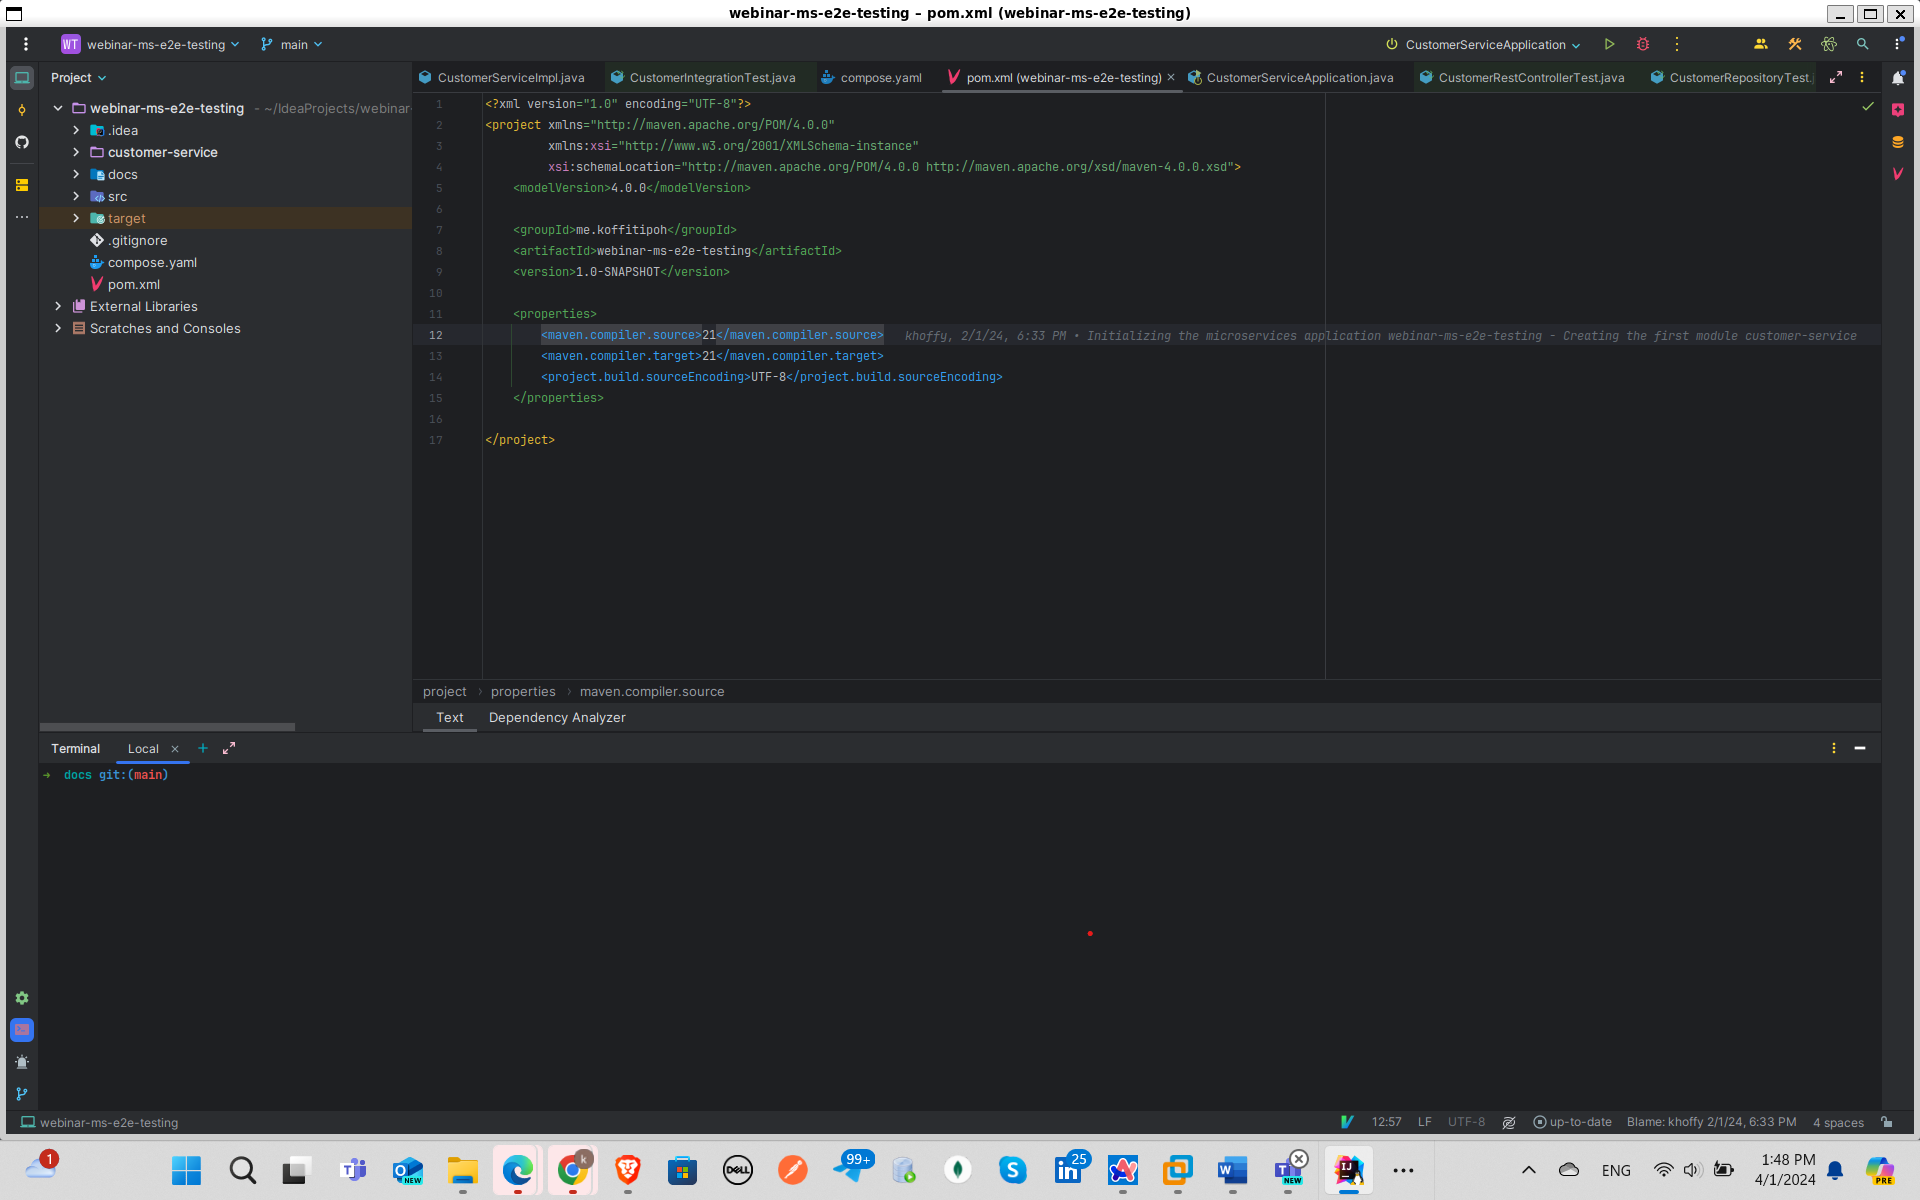 webinar-ms-e2e-testing – pom.xml (webinar-ms-e2e-testing)
WT webinar-ms-e2e-testing main CustomerServiceApplication
Project
CustomerServiceImpl.java CustomerIntegrationTest.java compose.yaml pom.xml (webinar-ms-e2e-testing) CustomerServiceApplication.java CustomerRestControllerTest.java CustomerRepositoryTest.
webinar-ms-e2e-testing - ~/IdeaProjects/webinar-
.idea
customer-service
docs
src
target
.gitignore
compose.yaml
pom.xml
External Libraries
Scratches and Consoles
1 <?xml version="1.0" encoding="UTF-8"?>
2 <project xmlns="http://maven.apache.org/POM/4.0.0"
3 xmlns:xsi="http://www.w3.org/2001/XMLSchema-instance"
4 xsi:schemaLocation="http://maven.apache.org/POM/4.0.0 http://maven.apache.org/xsd/maven-4.0.0.xsd">
5 <modelVersion>4.0.0</modelVersion>
6
7 <groupId>me.koffitipoh</groupId>
8 <artifactId>webinar-ms-e2e-testing</artifactId>
9 <version>1.0-SNAPSHOT</version>
10
11 <properties>
12 <maven.compiler.source>21</maven.compiler.source> khoffy, 2/1/24, 6:33 PM • Initializing the microservices application webinar-ms-e2e-testing - Creating the first module customer-service
13 <maven.compiler.target>21</maven.compiler.target>
14 <project.build.sourceEncoding>UTF-8</project.build.sourceEncoding>
15 </properties>
16
17 </project>
project › properties › maven.compiler.source
Text Dependency Analyzer
Terminal Local
→ docs git:(main)
webinar-ms-e2e-testing 12:57 LF UTF-8 up-to-date Blame: khoffy 2/1/24, 6:33 PM 4 spaces
1 NEW k DELL 99+ 25 NEW ENG 1:48 PM
4/1/2024 PRE